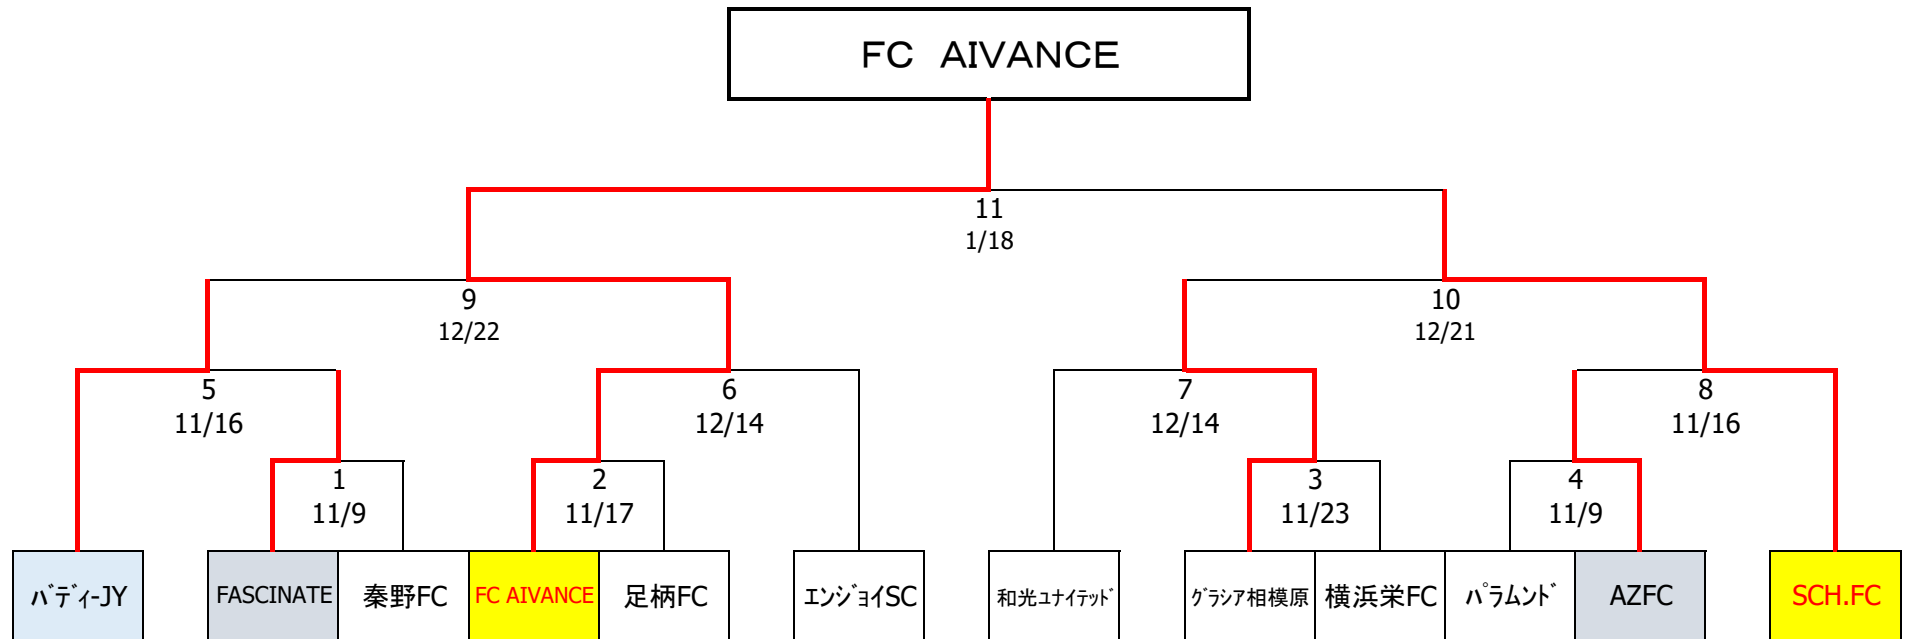 FC AIVANCE
11
1/18
9
12/22
10
12/21
5
11/16
6
12/14
7
12/14
8
11/16
1
11/9
2
11/17
3
11/23
4
11/9
ﾊﾞﾃﾞｨ-JY
FASCINATE
秦野FC
FC AIVANCE
足柄FC
ｴﾝｼﾞｮｲSC
和光ﾕﾅｲﾃｯﾄﾞ
ｸﾞﾗｼｱ相模原
横浜栄FC
ﾊﾟﾗﾑﾝﾄﾞ
AZFC
SCH.FC